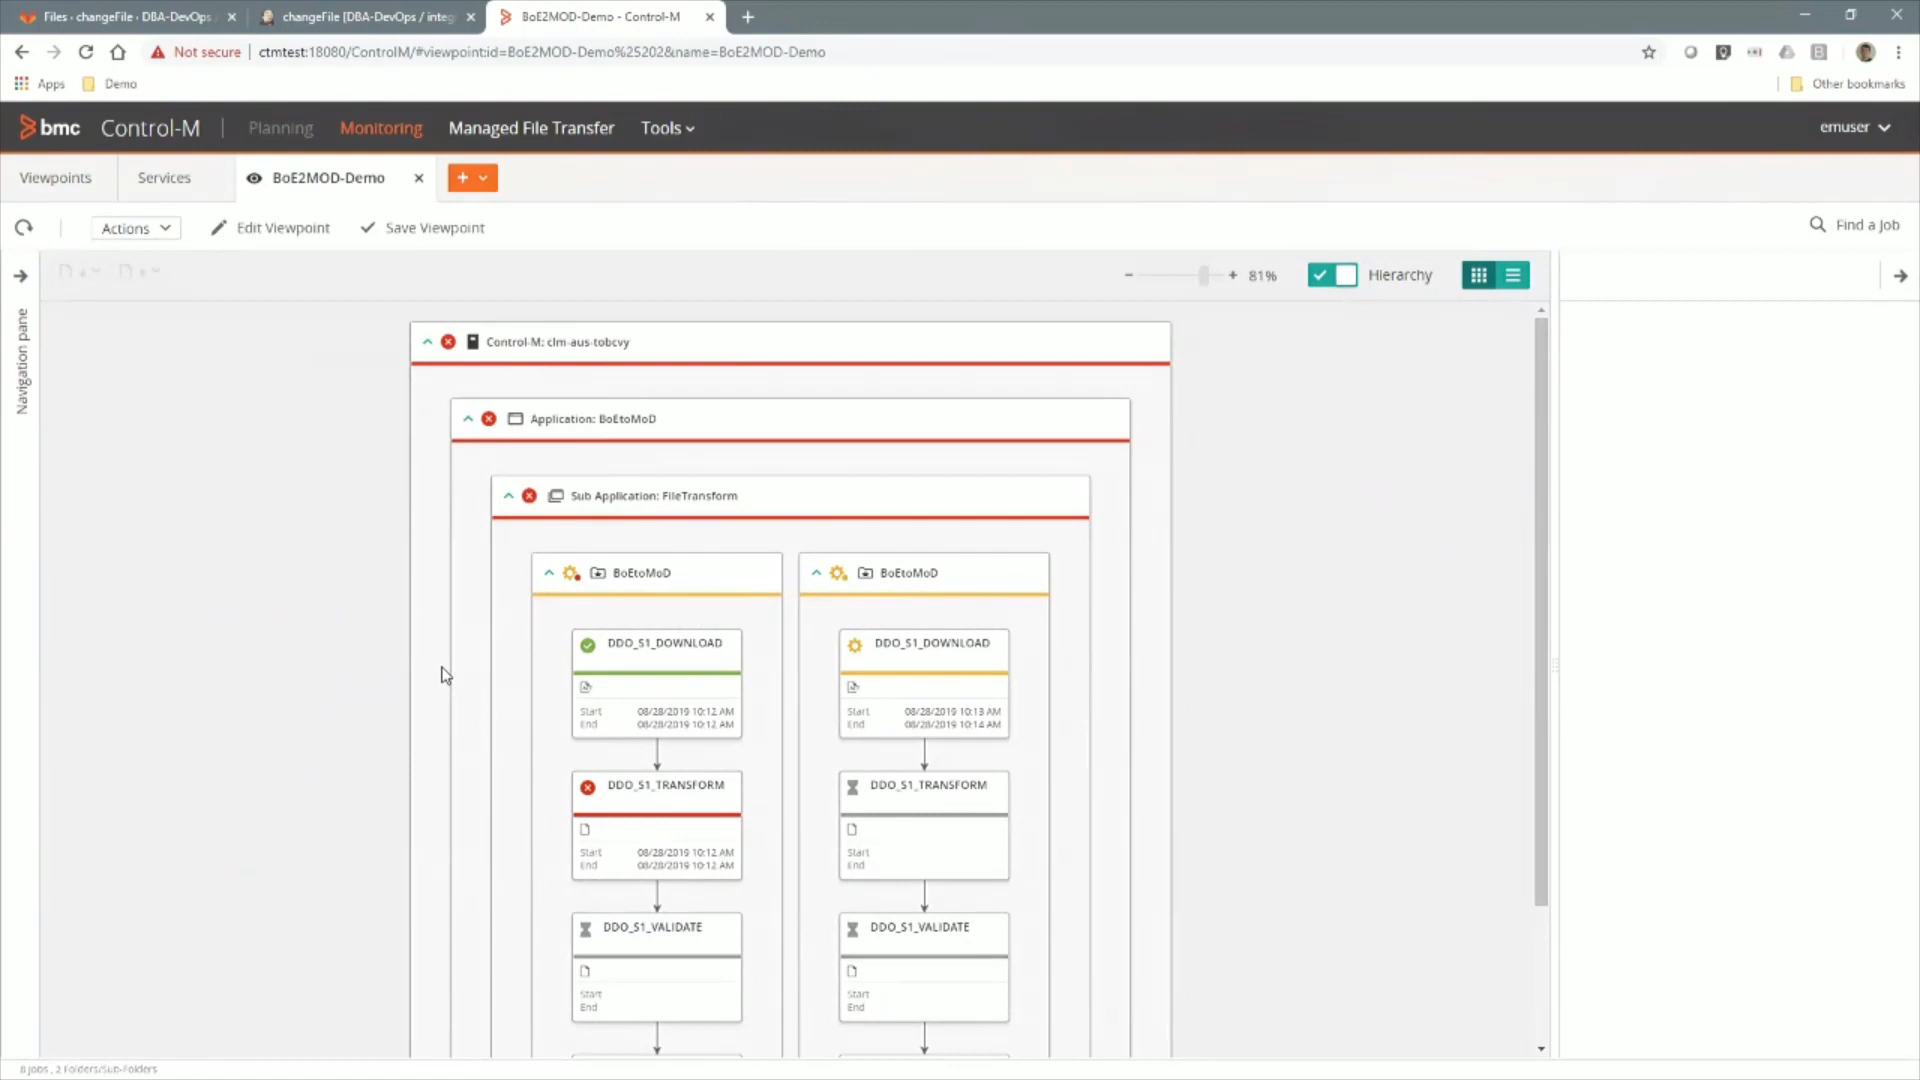 Files · changeFile · DBA-DevOps
changeFile [DBA-DevOps / integ
BoE2MOD-Demo - Control-M
Not secure
ctmtest:18080/ControlM/#viewpoint:id=BoE2MOD-Demo%25202&name=BoE2MOD-Demo
Apps
Demo
Other bookmarks
bmc Control-M
Planning
Monitoring
Managed File Transfer
Tools
emuser
Viewpoints
Services
BoE2MOD-Demo
Actions
Edit Viewpoint
Save Viewpoint
Find a Job
81%
Hierarchy
Navigation pane
Control-M: clm-aus-tobcvy
Application: BoEtoMoD
Sub Application: FileTransform
BoEtoMoD
BoEtoMoD
DDO_S1_DOWNLOAD
Start 08/28/2019 10:12 AM
End 08/28/2019 10:12 AM
DDO_S1_DOWNLOAD
Start 08/28/2019 10:13 AM
End 08/28/2019 10:14 AM
DDO_S1_TRANSFORM
Start 08/28/2019 10:12 AM
End 08/28/2019 10:12 AM
DDO_S1_TRANSFORM
Start
End
DDO_S1_VALIDATE
Start
End
DDO_S1_VALIDATE
Start
End
8 jobs , 2 Folders/Sub-Folders